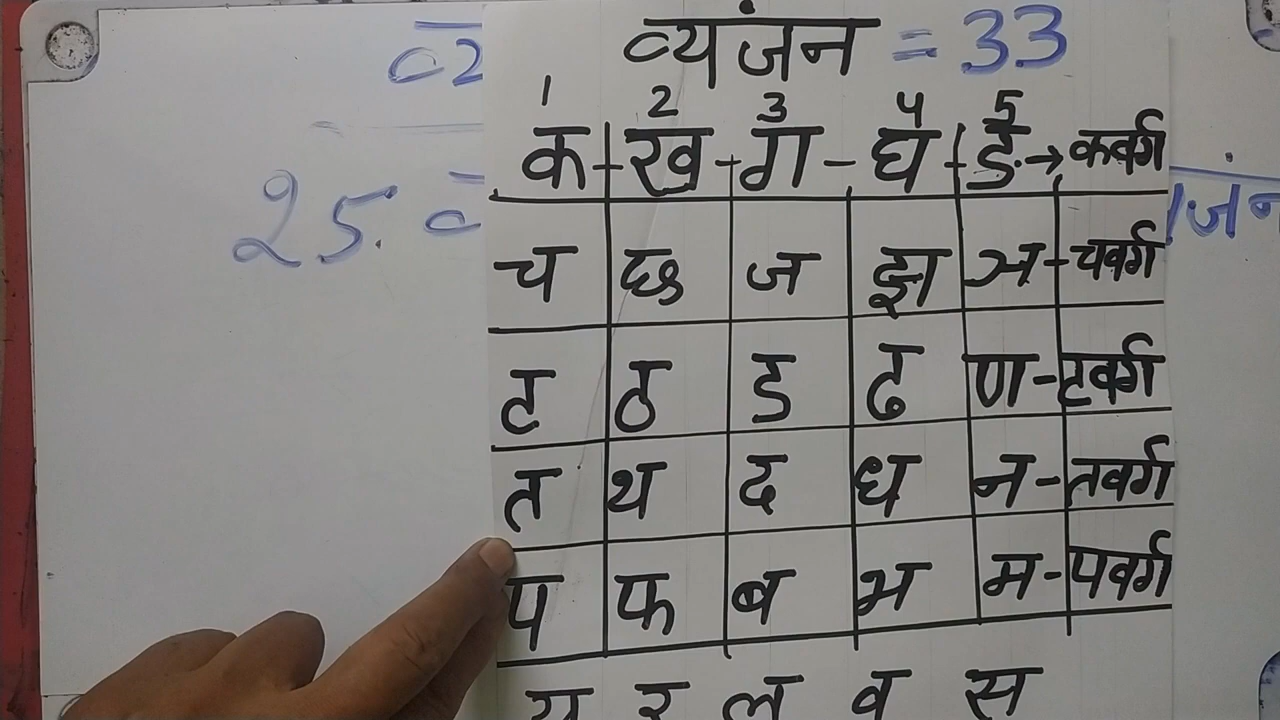 व्यंजन = 33
1 2 3 4 5
क - ख - ग - घ - ङ → कवर्ग
च छ ज झ ञ - चवर्ग
ट ठ ड ढ ण - टवर्ग
त थ द ध न - तवर्ग
प फ ब भ म - पवर्ग
य र ल व स
25